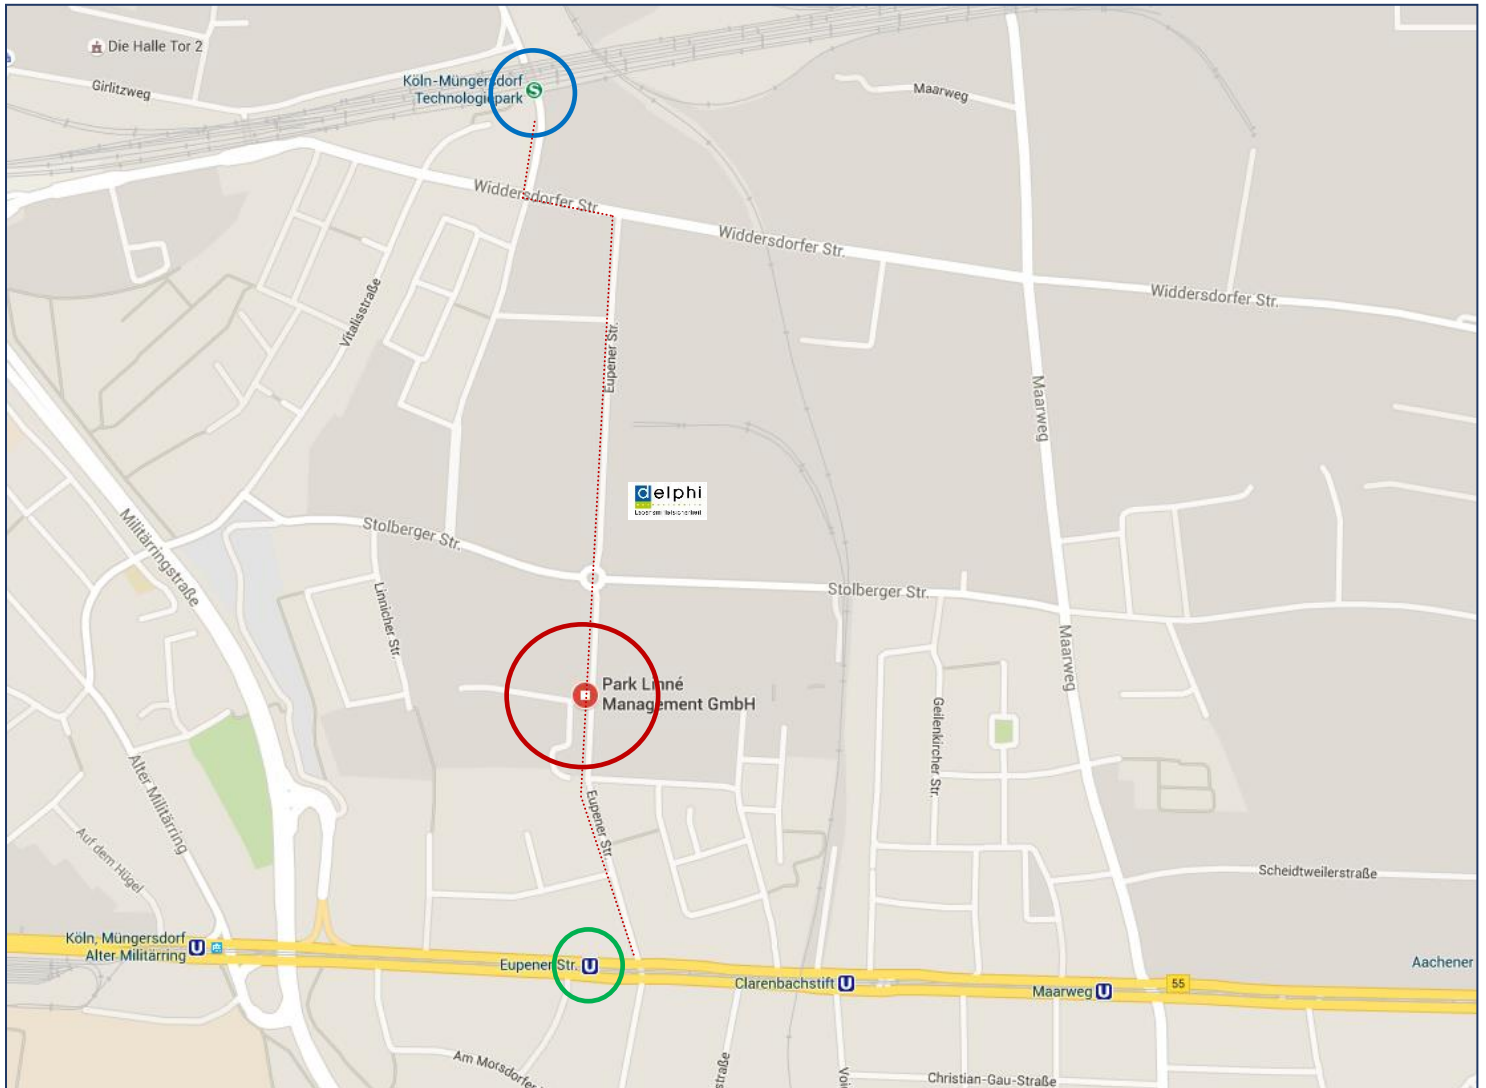 Die Halle Tor 2
Girlitzweg
Köln-Müngersdorf
Technologiepark
S
Maarweg
Widdersdorfer Str.
Widdersdorfer Str.
Widdersdorfer Str.
Vitalisstraße
Eupener Str.
Maarweg
delphi
Lebensmittelsicherheit
Militärringstraße
Stolberger Str.
Stolberger Str.
Linnicher Str.
Maarweg
Park Linné
Management GmbH
Geilenkircher Str.
Alter Militärring
Auf dem Hügel
Eupener Str.
Scheidtweilerstraße
Köln, Müngersdorf
Alter Militärring
U
Eupener Str.
U
Clarenbachstift
U
Maarweg
U
55
Aachener
Am Morsdorfer
straße
Voi
Christian-Gau-Straße